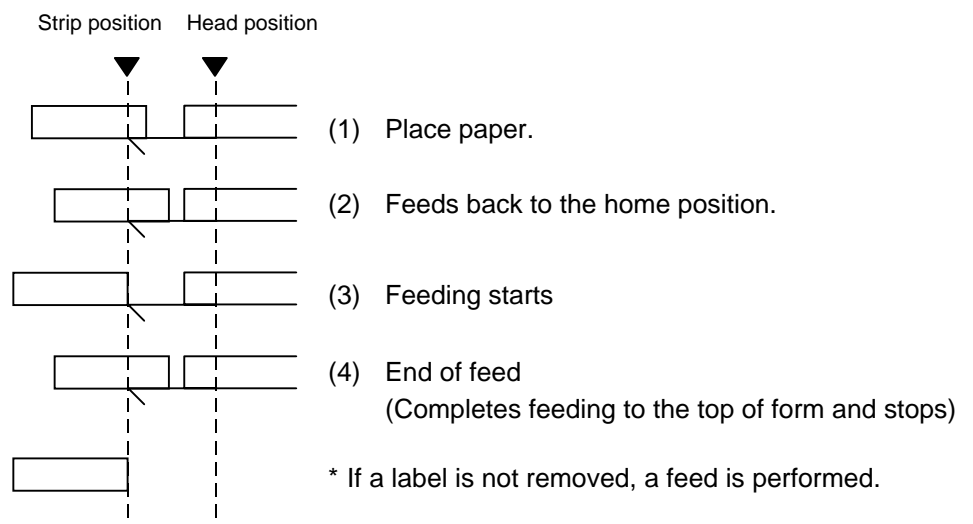 Strip position Head position
(1) Place paper.
(2) Feeds back to the home position.
(3) Feeding starts
(4) End of feed
(Completes feeding to the top of form and stops)
* If a label is not removed, a feed is performed.